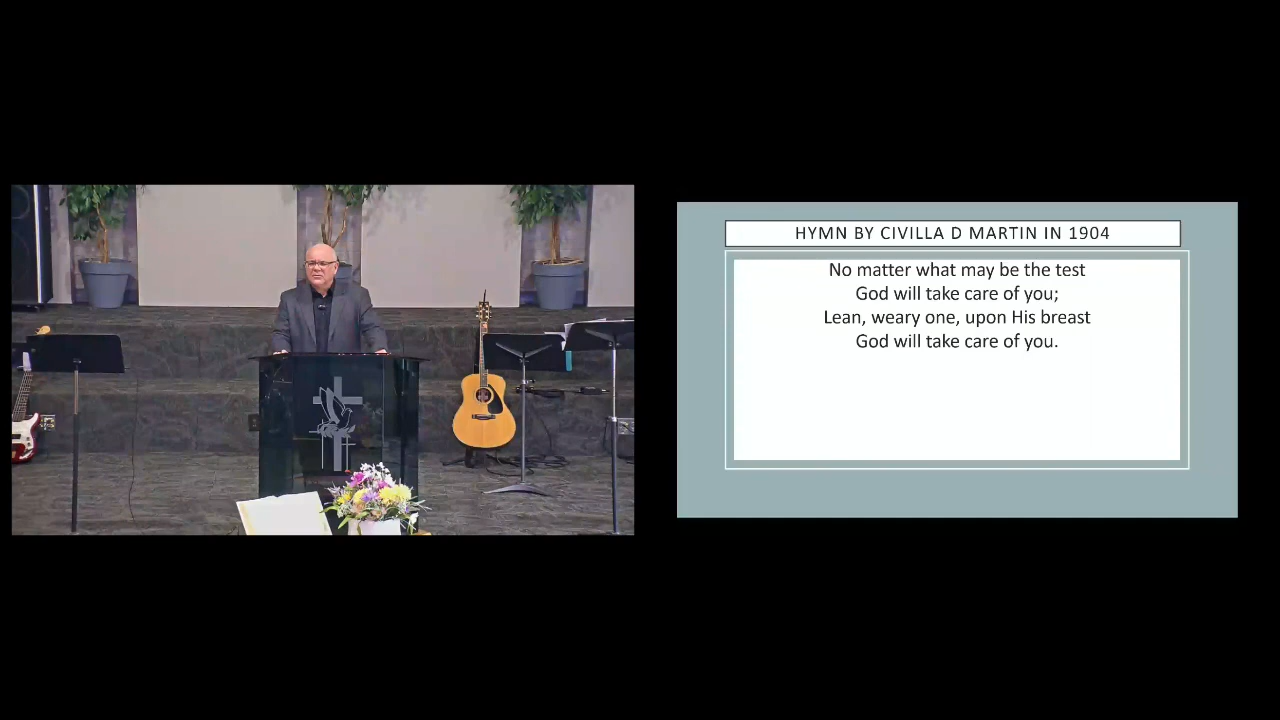 HYMN BY CIVILLA D MARTIN IN 1904
No matter what may be the test
God will take care of you;
Lean, weary one, upon His breast
God will take care of you.